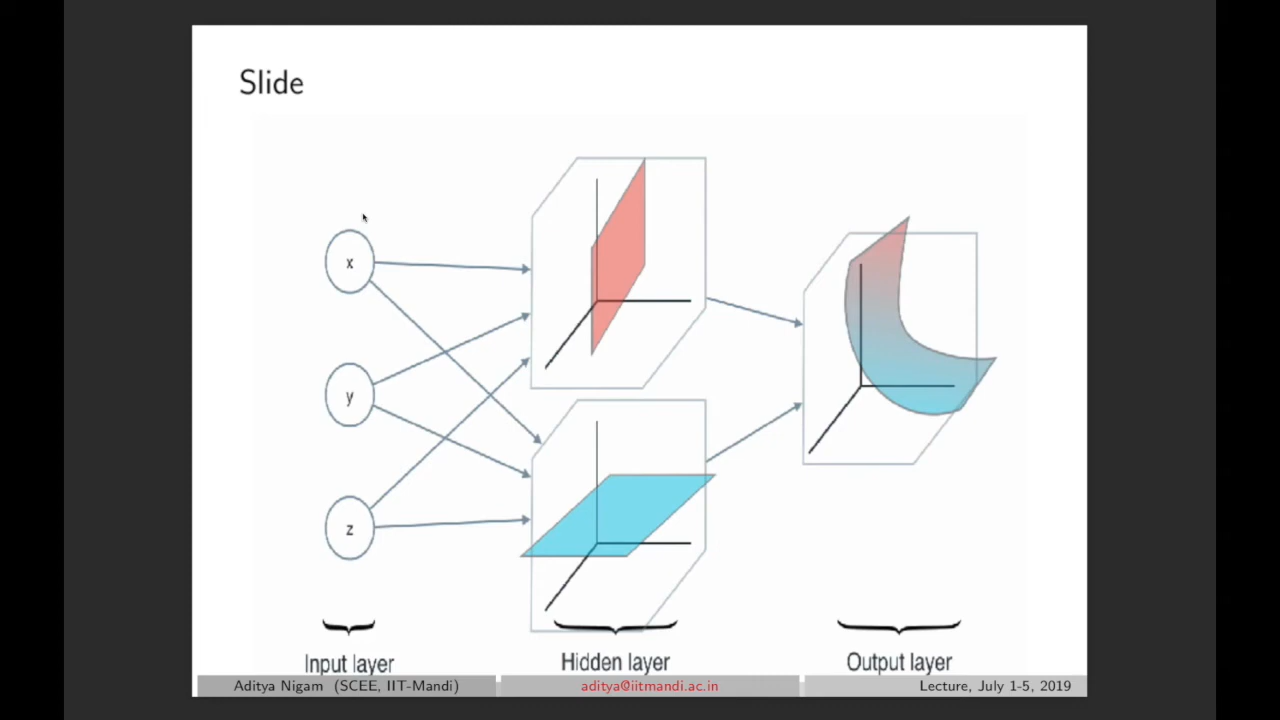 Slide
x
y
z
Input layer
Hidden layer
Output layer
Aditya Nigam (SCEE, IIT-Mandi)
aditya@iitmandi.ac.in
Lecture, July 1-5, 2019